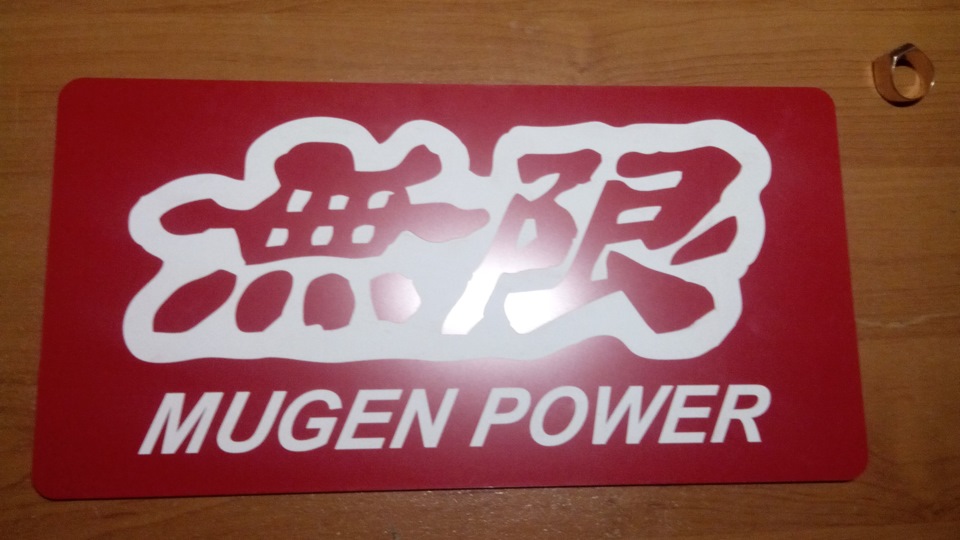 無限
MUGEN POWER